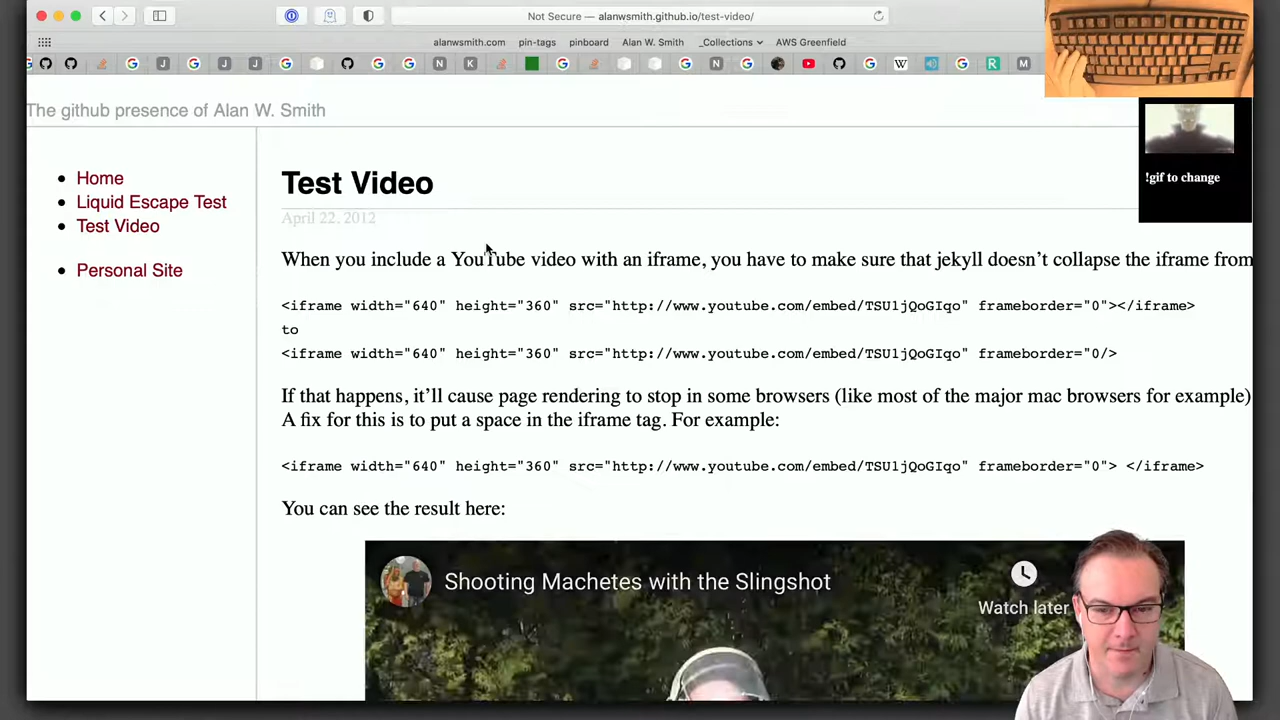 Not Secure — alanwsmith.github.io/test-video/
alanwsmith.com pin-tags pinboard Alan W. Smith _Collections AWS Greenfield
The github presence of Alan W. Smith
Home
Liquid Escape Test
Test Video
Personal Site
Test Video
April 22, 2012
When you include a YouTube video with an iframe, you have to make sure that jekyll doesn’t collapse the iframe from
<iframe width="640" height="360" src="http://www.youtube.com/embed/TSU1jQoGIqo" frameborder="0"></iframe>
to
<iframe width="640" height="360" src="http://www.youtube.com/embed/TSU1jQoGIqo" frameborder="0/>
If that happens, it’ll cause page rendering to stop in some browsers (like most of the major mac browsers for example)
A fix for this is to put a space in the iframe tag. For example:
<iframe width="640" height="360" src="http://www.youtube.com/embed/TSU1jQoGIqo" frameborder="0"> </iframe>
You can see the result here:
Shooting Machetes with the Slingshot
Watch later
!gif to change